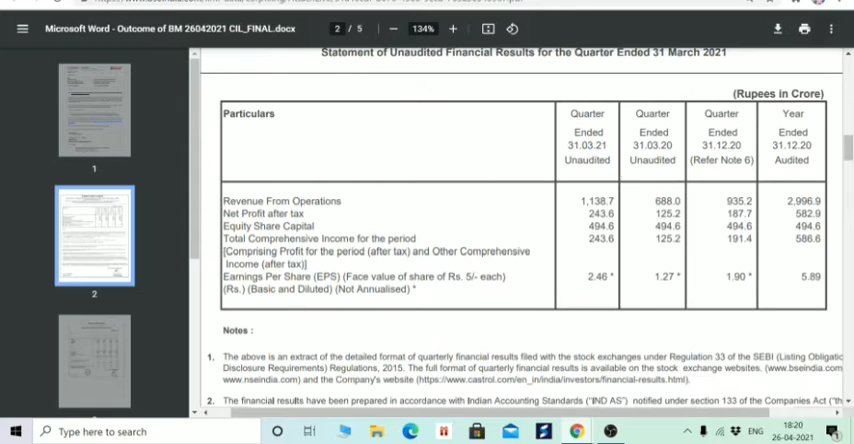 Microsoft Word - Outcome of BM 26042021 CIL_FINAL.docx
2 / 5
134%
Statement of Unaudited Financial Results for the Quarter Ended 31 March 2021
(Rupees in Crore)
Particulars Quarter Quarter Quarter Year
Ended Ended Ended Ended
31.03.21 31.03.20 31.12.20 31.12.20
Unaudited Unaudited (Refer Note 6) Audited
Revenue From Operations 1,138.7 688.0 935.2 2,996.9
Net Profit after tax 243.6 125.2 187.7 582.9
Equity Share Capital 494.6 494.6 494.6 494.6
Total Comprehensive Income for the period 243.6 125.2 191.4 586.6
[Comprising Profit for the period (after tax) and Other Comprehensive
Income (after tax)]
Earnings Per Share (EPS) (Face value of share of Rs. 5/- each) 2.46 * 1.27 * 1.90 * 5.89
(Rs.) (Basic and Diluted) (Not Annualised) *
Notes :
1. The above is an extract of the detailed format of quarterly financial results filed with the stock exchanges under Regulation 33 of the SEBI (Listing Obligatic
Disclosure Requirements) Regulations, 2015. The full format of quarterly financial results is available on the stock exchange websites. (www.bseindia.com
www.nseindia.com) and the Company's website (https://www.castrol.com/en_in/india/investors/financial-results.html).
2. The financial results have been prepared in accordance with Indian Accounting Standards ("IND AS") notified under section 133 of the Companies Act ("th
1
2
Type here to search
ENG
18:20
26-04-2021